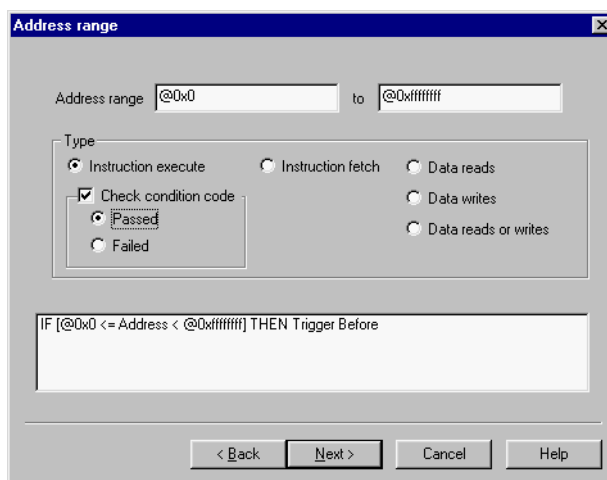 Address range
Address range @0x0 to @0xffffffff
Type
Instruction execute Instruction fetch Data reads
Check condition code Data writes
Passed Data reads or writes
Failed
IF [@0x0 <= Address < @0xffffffff] THEN Trigger Before
< Back Next > Cancel Help